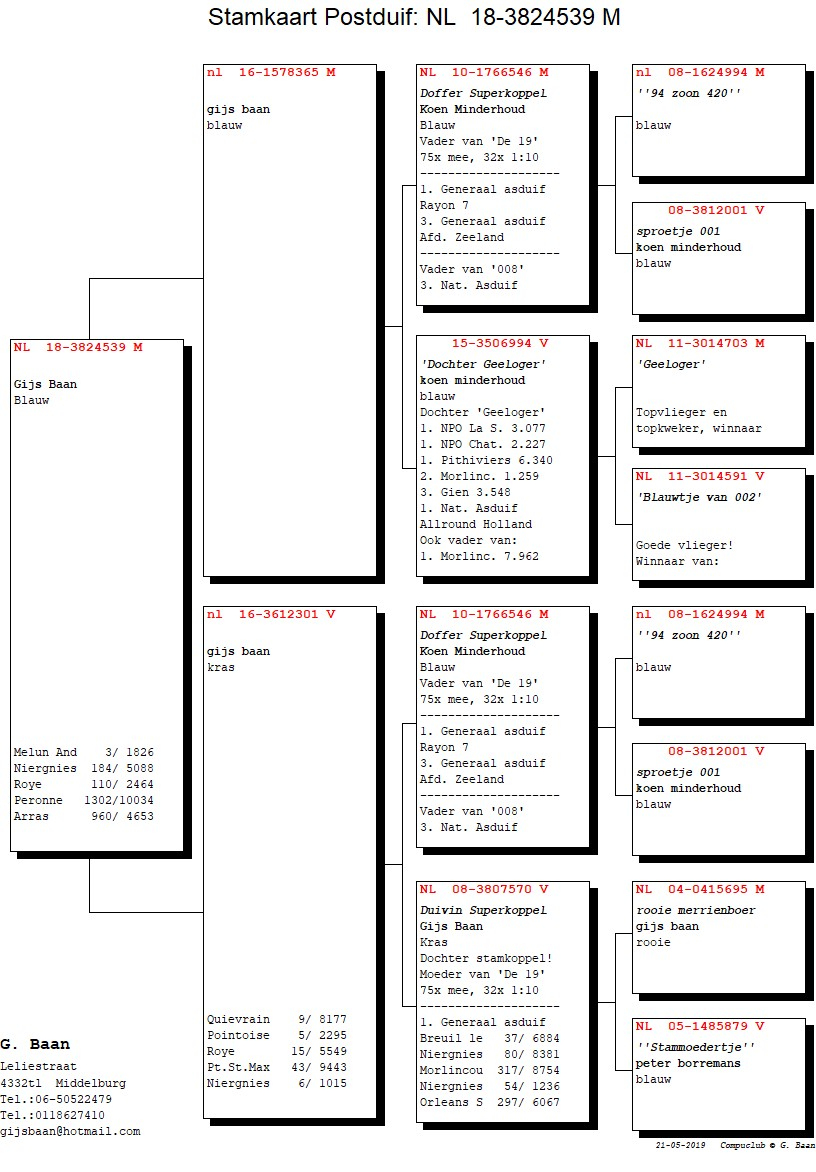 Stamkaart Postduif: NL  18-3824539 M
NL  18-3824539 M
Gijs Baan
Blauw
Melun And    3/ 1826
Niergnies  184/ 5088
Roye       110/ 2464
Peronne   1302/10034
Arras      960/ 4653
nl  16-1578365 M
gijs baan
blauw
nl  16-3612301 V
gijs baan
kras
Quievrain    9/ 8177
Pointoise    5/ 2295
Roye        15/ 5549
Pt.St.Max   43/ 9443
Niergnies    6/ 1015
NL  10-1766546 M
Doffer Superkoppel
Koen Minderhoud
Blauw
Vader van 'De 19'
75x mee, 32x 1:10
--------------------
1. Generaal asduif
Rayon 7
3. Generaal asduif
Afd. Zeeland
--------------------
Vader van '008'
3. Nat. Asduif
15-3506994 V
'Dochter Geeloger'
koen minderhoud
blauw
Dochter 'Geeloger'
1. NPO La S. 3.077
1. NPO Chat. 2.227
1. Pithiviers 6.340
2. Morlinc. 1.259
3. Gien 3.548
1. Nat. Asduif
Allround Holland
Ook vader van:
1. Morlinc. 7.962
NL  10-1766546 M
Doffer Superkoppel
Koen Minderhoud
Blauw
Vader van 'De 19'
75x mee, 32x 1:10
--------------------
1. Generaal asduif
Rayon 7
3. Generaal asduif
Afd. Zeeland
--------------------
Vader van '008'
3. Nat. Asduif
NL  08-3807570 V
Duivin Superkoppel
Gijs Baan
Kras
Dochter stamkoppel!
Moeder van 'De 19'
75x mee, 32x 1:10
--------------------
1. Generaal asduif
Breuil le   37/ 6884
Niergnies   80/ 8381
Morlincou  317/ 8754
Niergnies   54/ 1236
Orleans S  297/ 6067
nl  08-1624994 M
''94 zoon 420''
blauw
08-3812001 V
sproetje 001
koen minderhoud
blauw
NL  11-3014703 M
'Geeloger'
Topvlieger en
topkweker, winnaar
NL  11-3014591 V
'Blauwtje van 002'
Goede vlieger!
Winnaar van:
nl  08-1624994 M
''94 zoon 420''
blauw
08-3812001 V
sproetje 001
koen minderhoud
blauw
NL  04-0415695 M
rooie merrienboer
gijs baan
rooie
NL  05-1485879 V
''Stammoedertje''
peter borremans
blauw
G. Baan
Leliestraat
4332tl  Middelburg
Tel.:06-50522479
Tel.:0118627410
gijsbaan@hotmail.com
21-05-2019   Compuclub © G. Baan